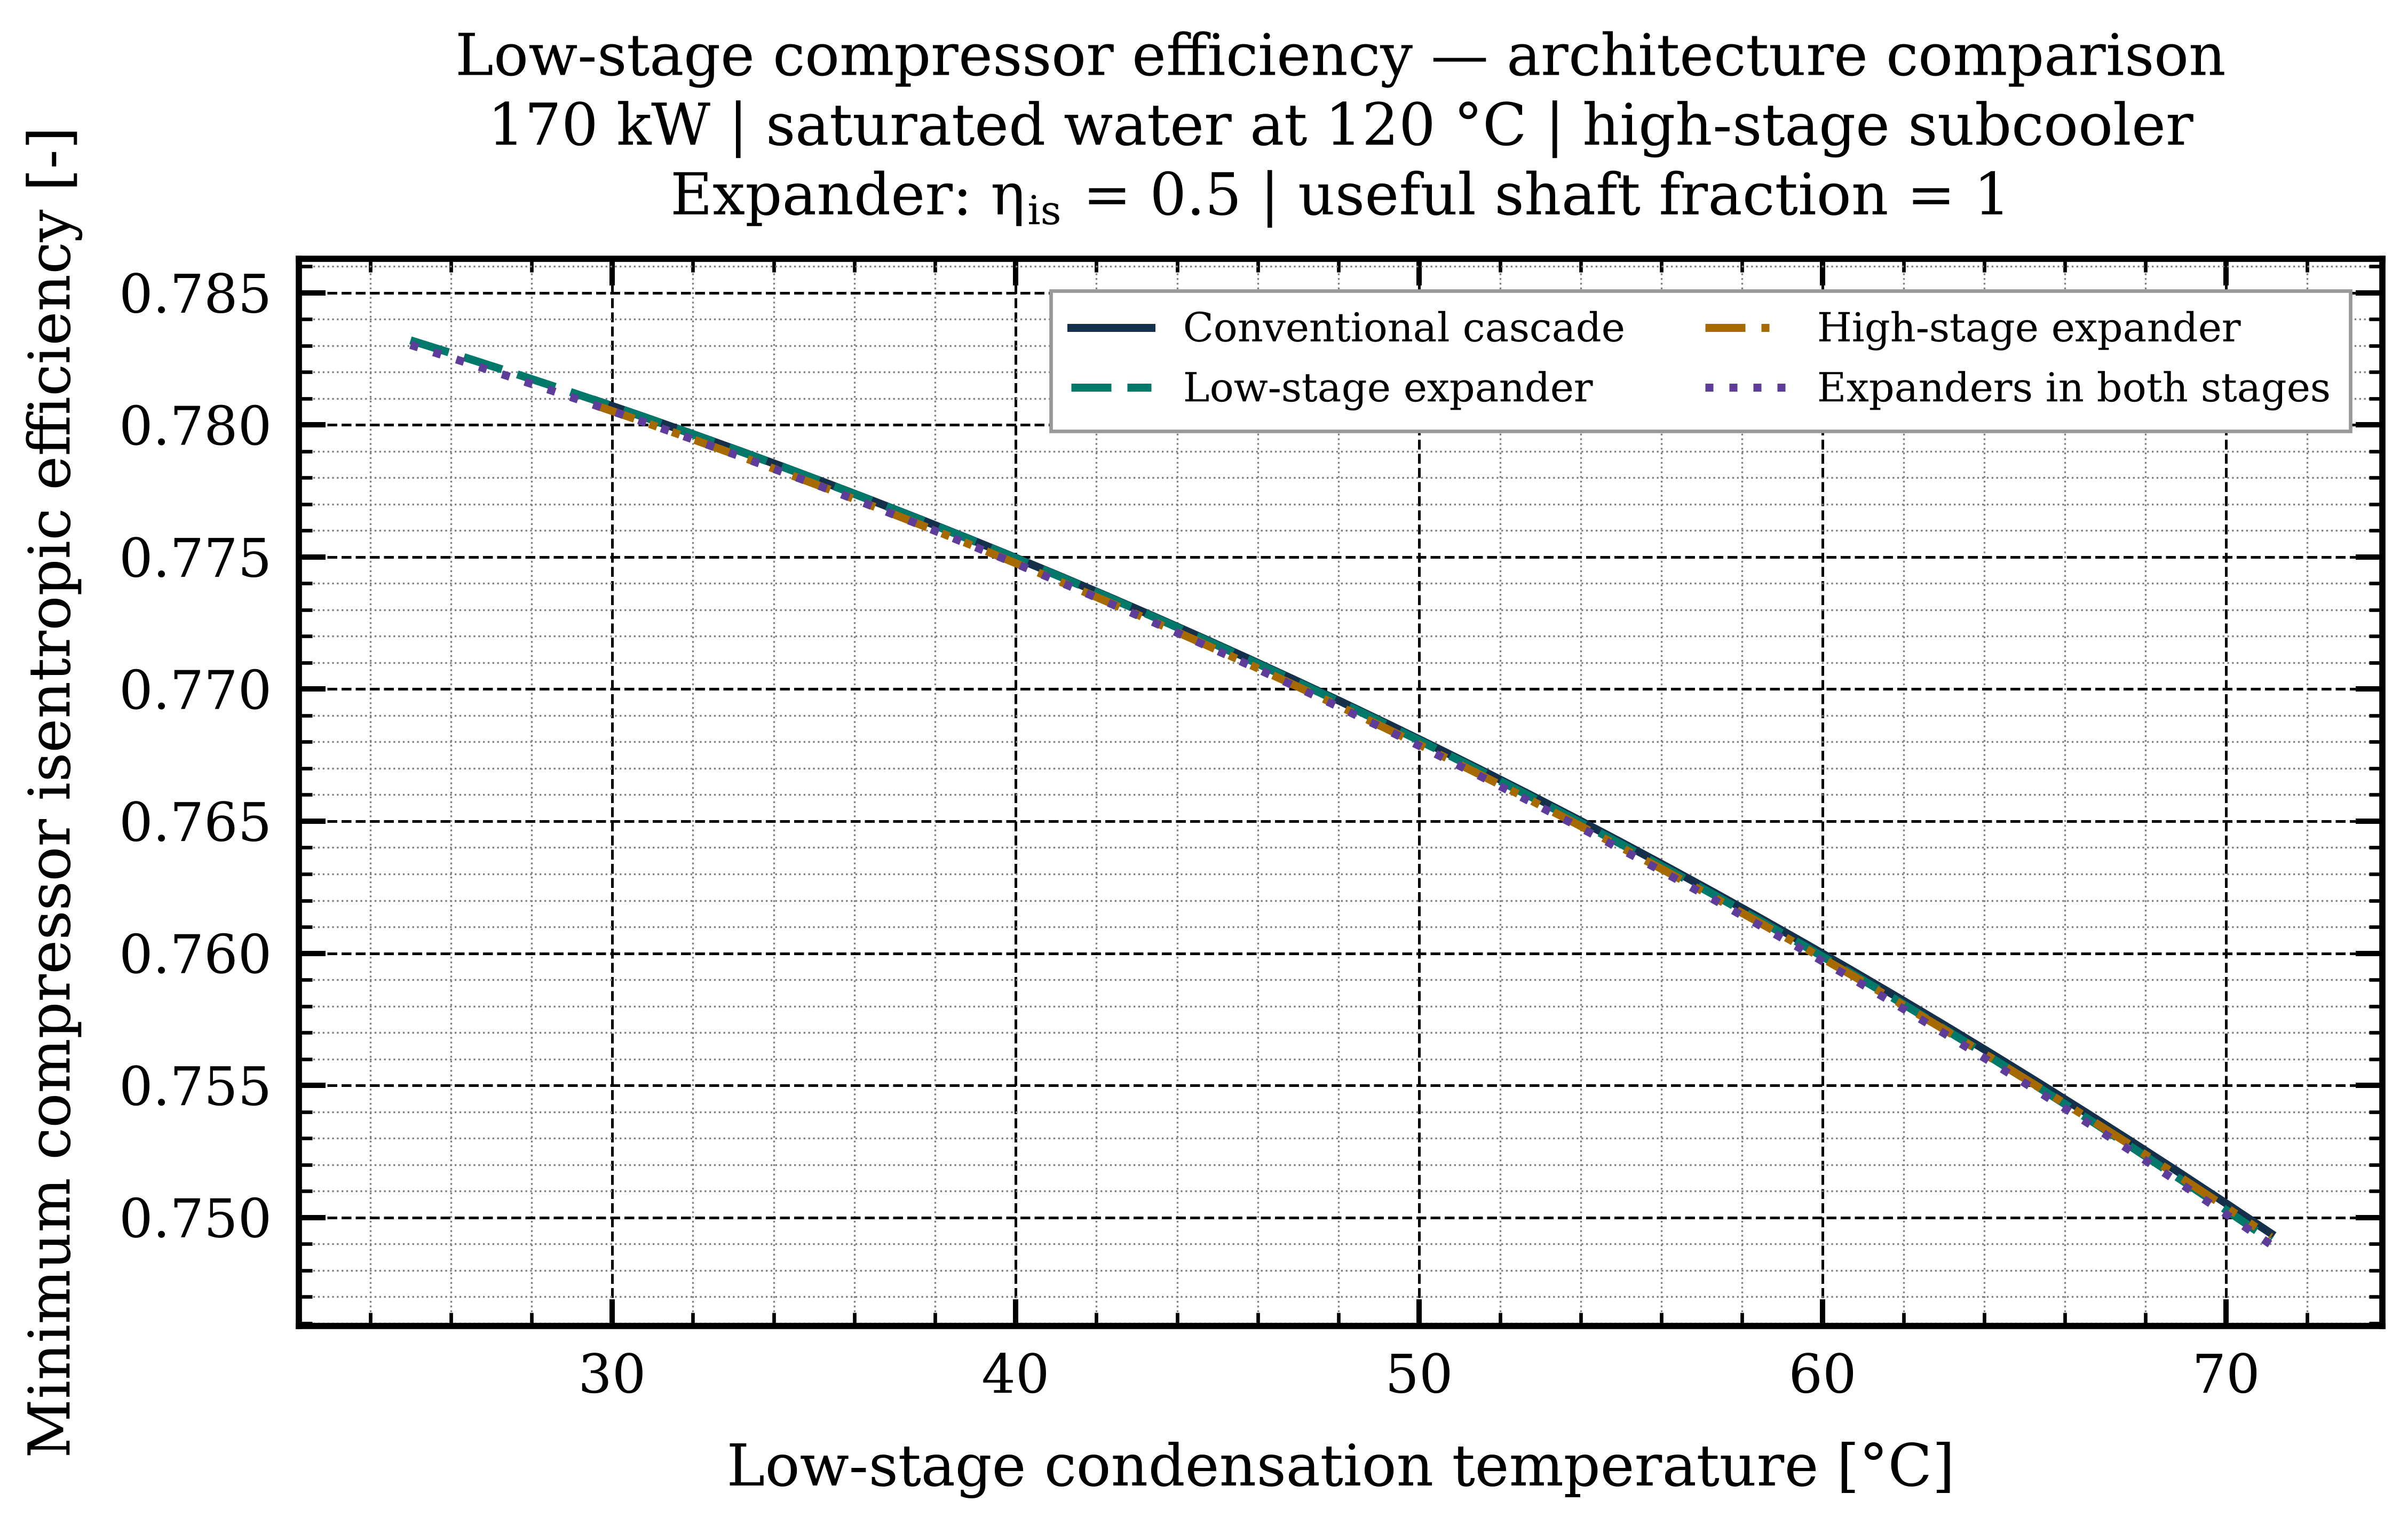 Low-stage compressor efficiency — architecture comparison
170 kW | saturated water at 120 °C | high-stage subcooler
Expander: ηis = 0.5 | useful shaft fraction = 1
Minimum compressor isentropic efficiency [-]
0.785
0.780
0.775
0.770
0.765
0.760
0.755
0.750
Conventional cascade
Low-stage expander
High-stage expander
Expanders in both stages
30 40 50 60 70
Low-stage condensation temperature [°C]